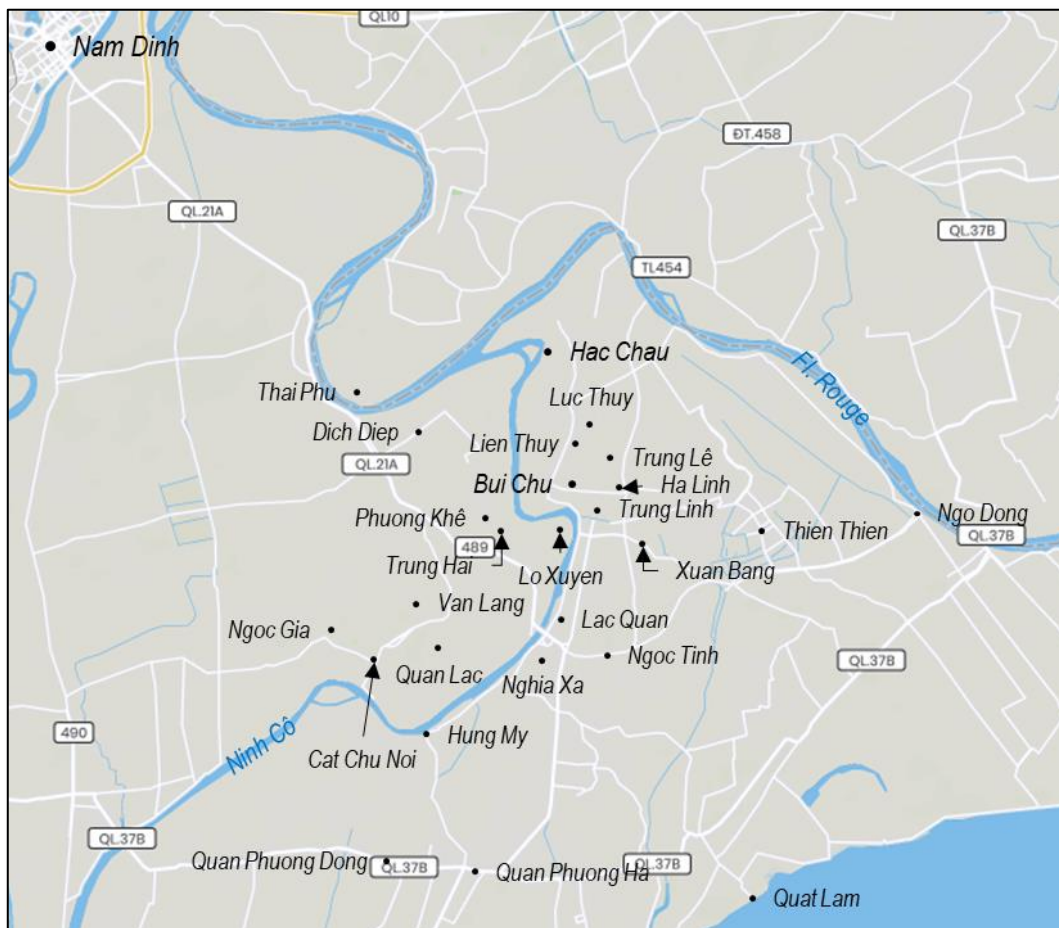 QL10
Nam Dinh
ĐT.458
QL.21A
QL.37B
TL454
Hac Chau
Fl. Rouge
Thai Phu
Luc Thuy
Dich Diep
Lien Thuy
Trung Lê
QL.21A
Bui Chu
Ha Linh
Phuong Khê
Trung Linh
Ngo Dong
Thien Thien
QL.37B
489
Trung Hai
Lo Xuyen
Xuan Bang
Van Lang
Lac Quan
Ngoc Gia
Quan Lac
Nghia Xa
Ngoc Tinh
QL.37B
490
Ninh Cô
Hung My
Cat Chu Noi
QL.37B
Quan Phuong Dong
QL.37B
Quan Phuong Ha
QL.37B
Quat Lam